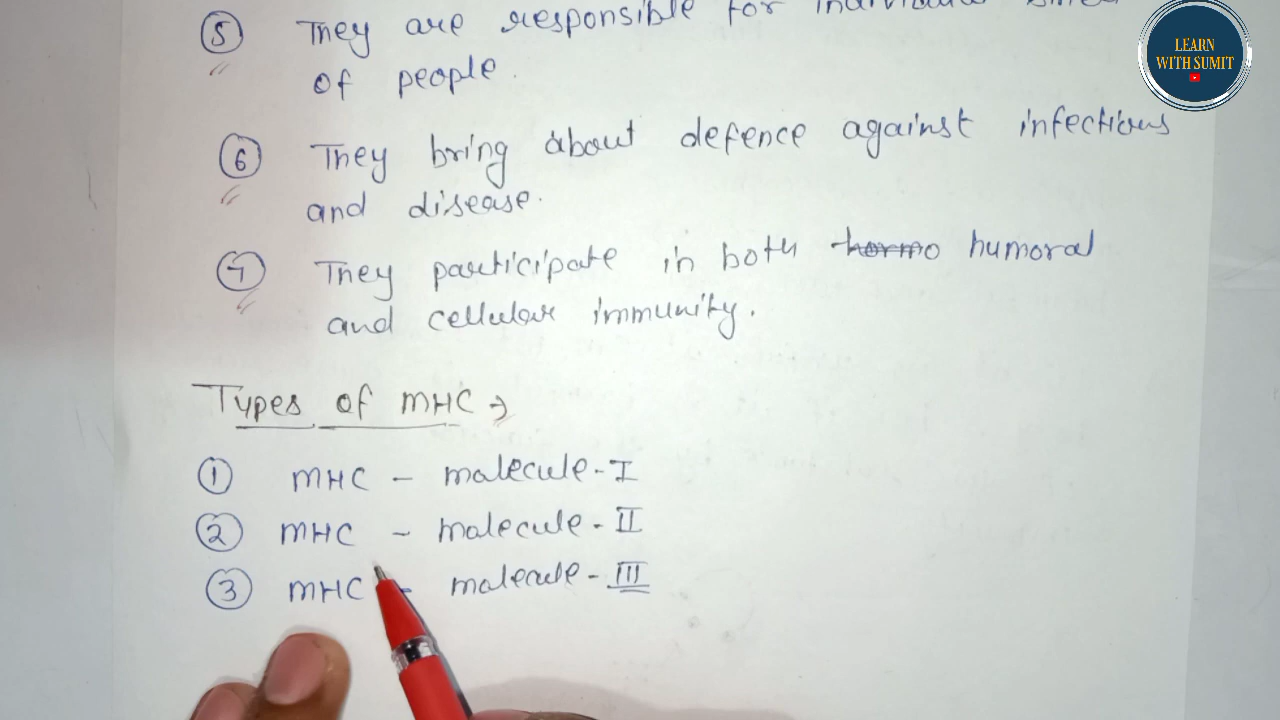 5 They are responsible for individual
of people.
6 They bring about defence against infectious
and disease.
7 They participate in both humoral
and cellular immunity.
Types of MHC →
1 MHC - molecule - I
2 MHC - molecule - II
3 MHC - molecule - III
LEARN
WITH SUMIT